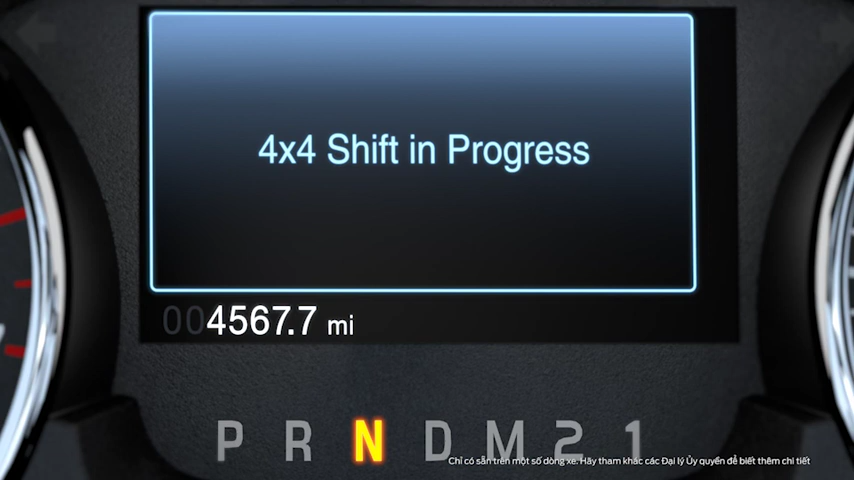 4x4 Shift in Progress
004567.7 mi
P R N D M 2 1
Chỉ có sẵn trên một số dòng xe. Hãy tham khảo các Đại lý Ủy quyền để biết thêm chi tiết